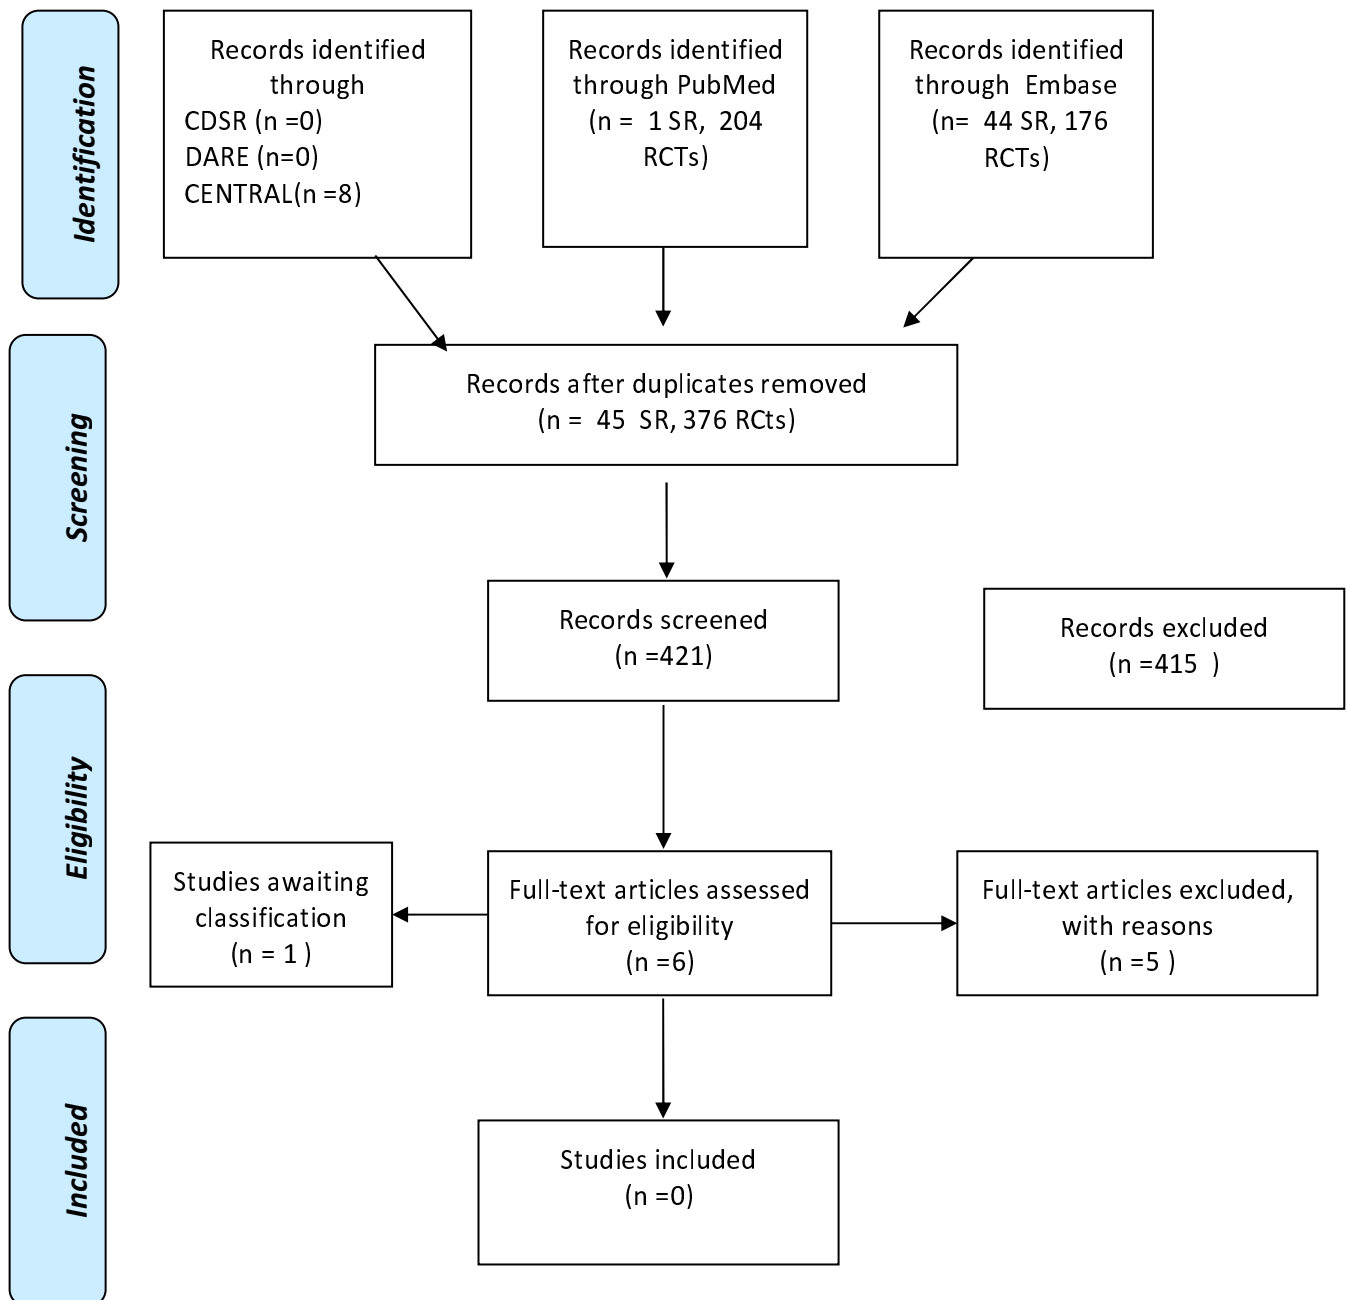 Identification
Records identified
through
CDSR (n =0)
DARE (n=0)
CENTRAL(n =8)
Records identified
through PubMed
(n = 1 SR, 204
RCTs)
Records identified
through Embase
(n= 44 SR, 176
RCTs)
Screening
Records after duplicates removed
(n = 45 SR, 376 RCts)
Records screened
(n =421)
Records excluded
(n =415 )
Eligibility
Studies awaiting
classification
(n = 1 )
Full-text articles assessed
for eligibility
(n =6)
Full-text articles excluded,
with reasons
(n =5 )
Included
Studies included
(n =0)